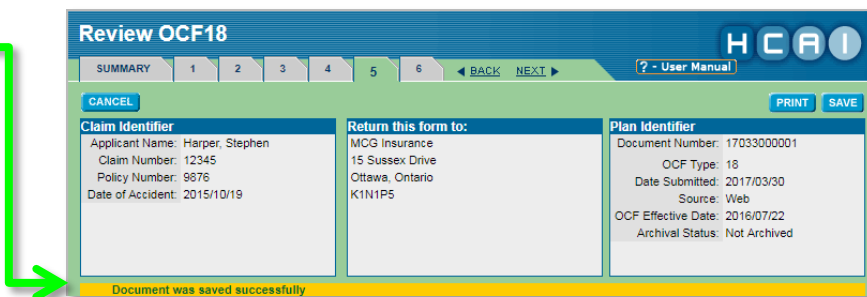 Review OCF18
HCAI
SUMMARY 1 2 3 4 5 6 ◀ BACK NEXT ▶ ? - User Manual
CANCEL PRINT SAVE
Claim Identifier
Applicant Name: Harper, Stephen
Claim Number: 12345
Policy Number: 9876
Date of Accident: 2015/10/19
Return this form to:
MCG Insurance
15 Sussex Drive
Ottawa, Ontario
K1N1P5
Plan Identifier
Document Number: 17033000001
OCF Type: 18
Date Submitted: 2017/03/30
Source: Web
OCF Effective Date: 2016/07/22
Archival Status: Not Archived
Document was saved successfully